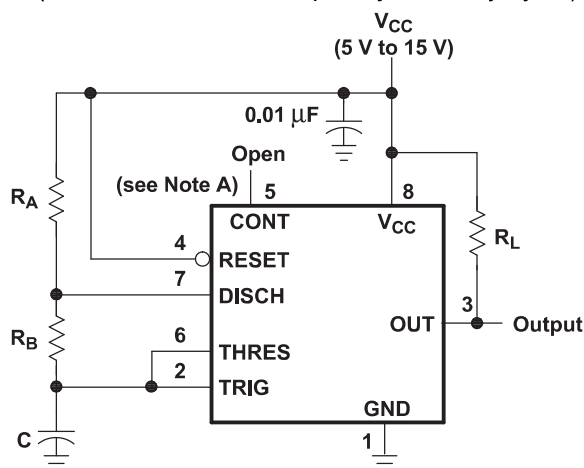 VCC
(5 V to 15 V)
0.01 µF
Open
(see Note A)
5
8
RA
CONT
VCC
RL
4
RESET
7
DISCH
3
OUT
Output
RB
6
THRES
2
TRIG
GND
C
1